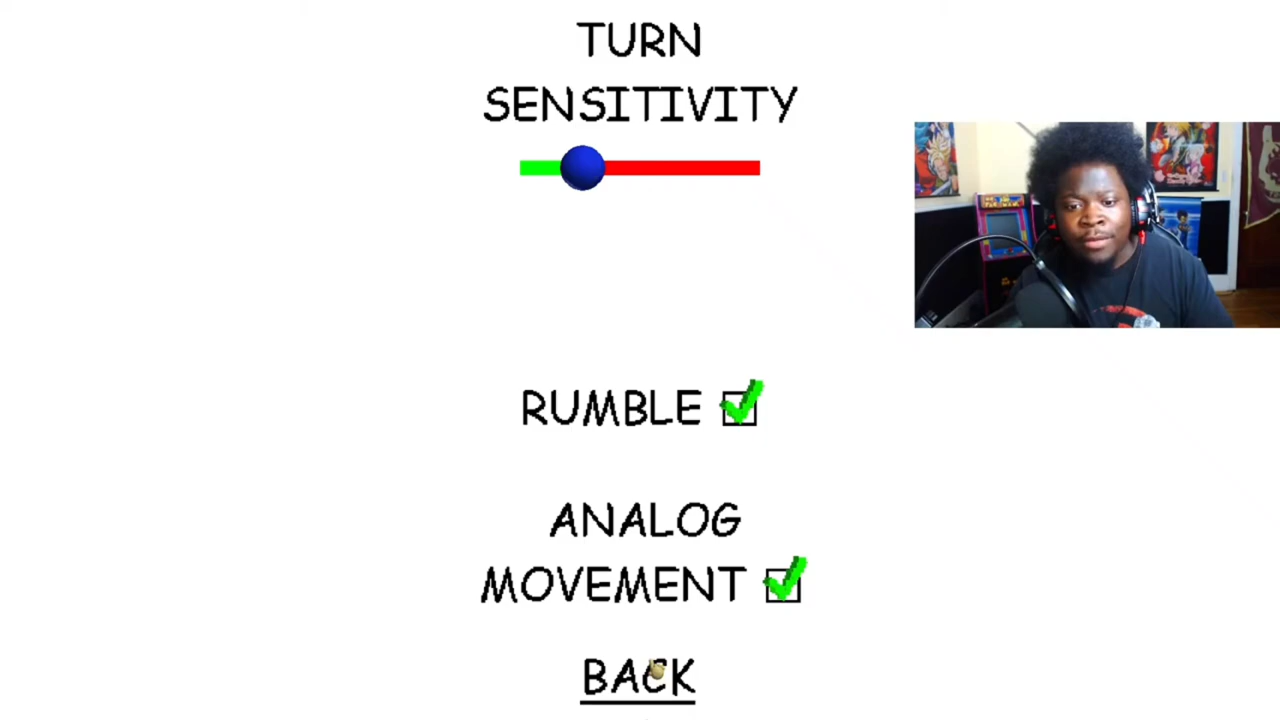 TURN
SENSITIVITY
RUMBLE
ANALOG
MOVEMENT
BACK